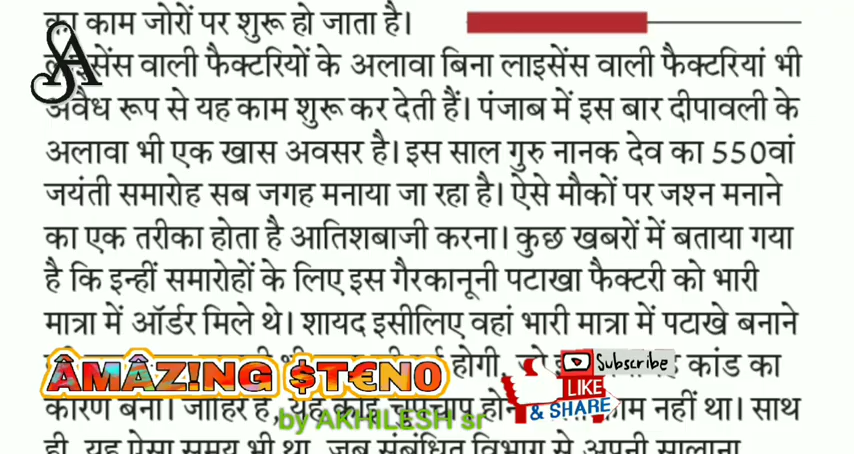 का काम जोरों पर शुरू हो जाता है।
लाइसेंस वाली फैक्टरियों के अलावा बिना लाइसेंस वाली फैक्टरियां भी
अवैध रूप से यह काम शुरू कर देती हैं। पंजाब में इस बार दीपावली के
अलावा भी एक खास अवसर है। इस साल गुरु नानक देव का 550वां
जयंती समारोह सब जगह मनाया जा रहा है। ऐसे मौकों पर जश्न मनाने
का एक तरीका होता है आतिशबाजी करना। कुछ खबरों में बताया गया
है कि इन्हीं समारोहों के लिए इस गैरकानूनी पटाखा फैक्टरी को भारी
मात्रा में ऑर्डर मिले थे। शायद इसीलिए वहां भारी मात्रा में पटाखे बनाने
होगी, कांड का
कारण बना। जाहिर है, यह कोई चुपचाप काम नहीं था। साथ
ही, यह ऐसा समय भी था, जब संबंधित विभाग से अपनी सालाना
A
ÂMÂZ!NG $T€NO
by AKHILESH sr
Subscribe
LIKE
& SHARE